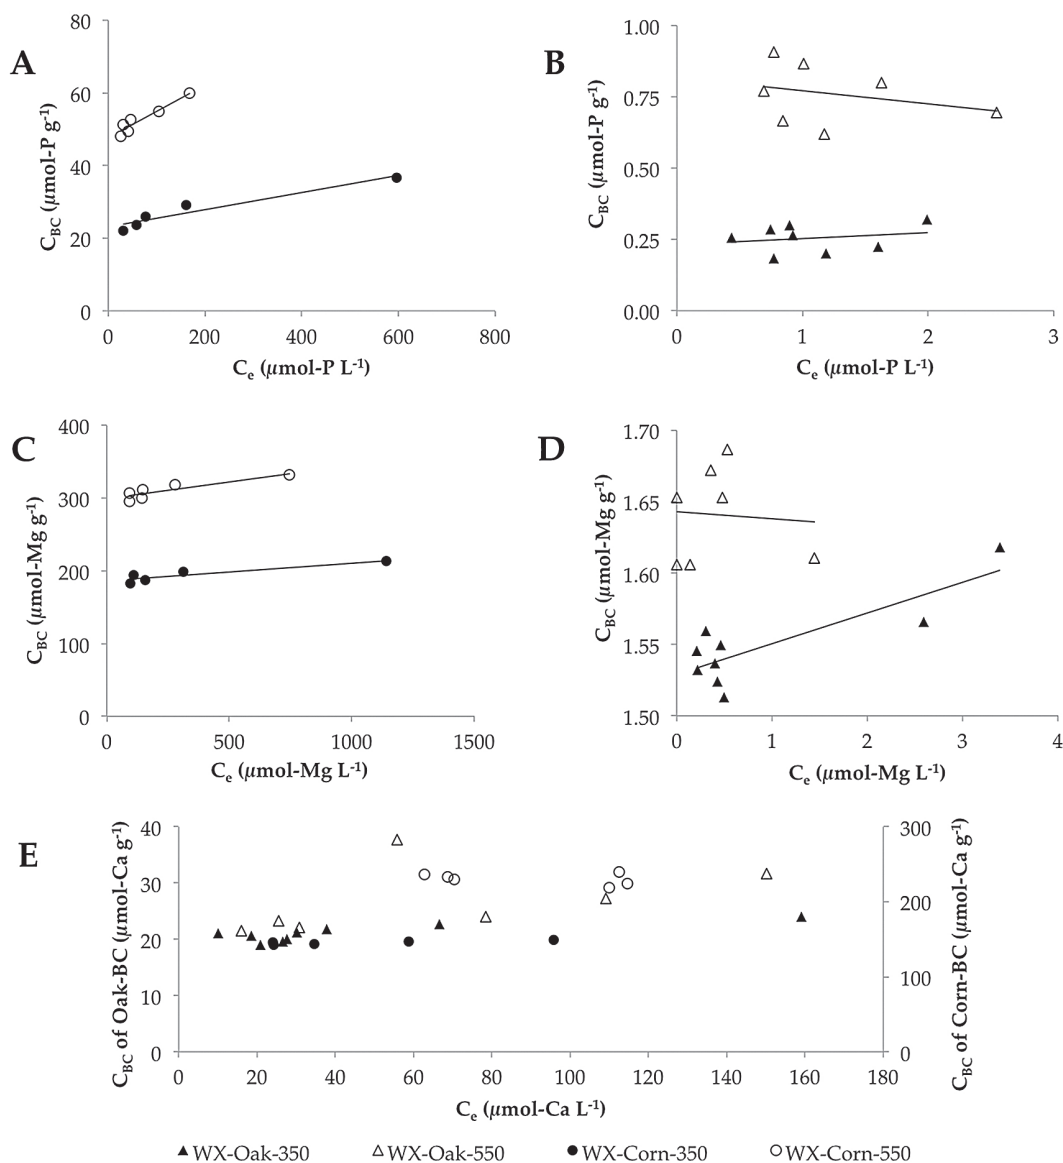 A
C_BC (µmol-P g⁻¹)
80
60
40
20
0
0 200 400 600 800
C_e (µmol-P L⁻¹)
B
C_BC (µmol-P g⁻¹)
1.00
0.75
0.50
0.25
0.00
0 1 2 3
C_e (µmol-P L⁻¹)
C
C_BC (µmol-Mg g⁻¹)
400
300
200
100
0
0 500 1000 1500
C_e (µmol-Mg L⁻¹)
D
C_BC (µmol-Mg g⁻¹)
1.70
1.65
1.60
1.55
1.50
0 1 2 3 4
C_e (µmol-Mg L⁻¹)
E
C_BC of Oak-BC (µmol-Ca g⁻¹)
40
30
20
10
0
0 20 40 60 80 100 120 140 160 180
C_e (µmol-Ca L⁻¹)
300
200
100
0
C_BC of Corn-BC (µmol-Ca g⁻¹)
WX-Oak-350 WX-Oak-550 WX-Corn-350 WX-Corn-550